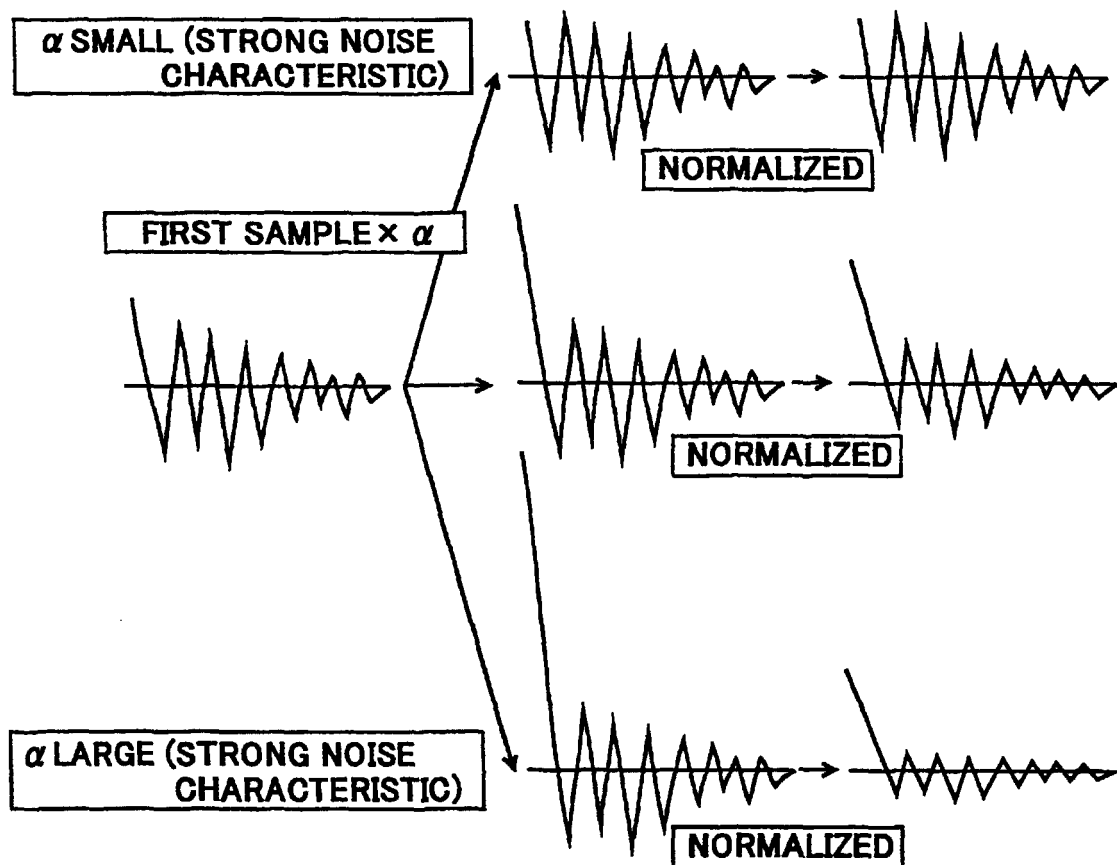 α SMALL (STRONG NOISE
CHARACTERISTIC)
NORMALIZED
FIRST SAMPLE × α
NORMALIZED
α LARGE (STRONG NOISE
CHARACTERISTIC)
NORMALIZED